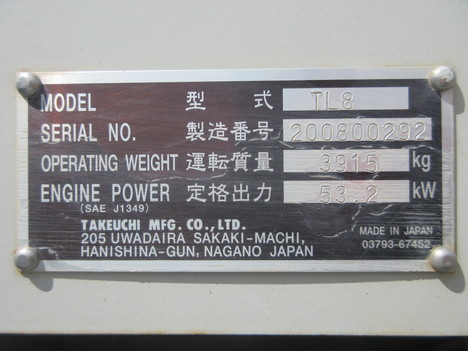 MODEL 型 式 TL8
SERIAL NO. 製造番号 200800292
OPERATING WEIGHT 運転質量 3915 kg
ENGINE POWER 定格出力 53.2 kW
(SAE J1349)
TAKEUCHI MFG. CO., LTD.
205 UWADAIRA SAKAKI-MACHI,
HANISHINA-GUN, NAGANO JAPAN
MADE IN JAPAN
03793-67452